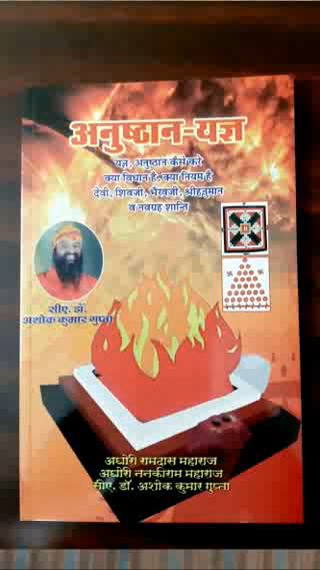 अनुष्ठान-यज्ञ
यज्ञ, अनुष्ठान कैसे करें
क्या विधान है, क्या नियम है
देवी, शिवजी, भैरवजी, श्रीहनुमान
व नवग्रह शान्ति
सीए. डॉ.
अशोक कुमार गुप्ता
अघोरी रामदास महाराज
अघोरी ननकीराम महाराज
सीए. डॉ. अशोक कुमार गुप्ता